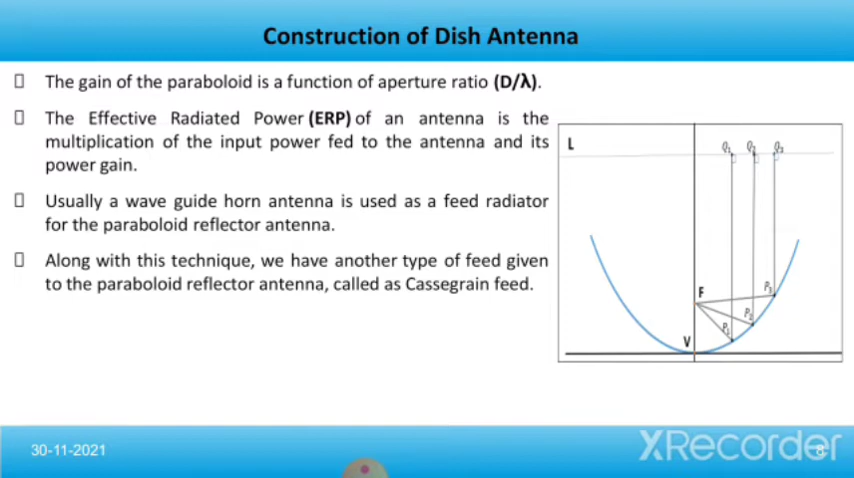 Construction of Dish Antenna
The gain of the paraboloid is a function of aperture ratio (D/λ).
The Effective Radiated Power (ERP) of an antenna is the
multiplication of the input power fed to the antenna and its
power gain.
Usually a wave guide horn antenna is used as a feed radiator
for the paraboloid reflector antenna.
Along with this technique, we have another type of feed given
to the paraboloid reflector antenna, called as Cassegrain feed.
L Q₁ Q₂ Q₃
F P₃
P₂
P₁
V
30-11-2021
XRecorder
8